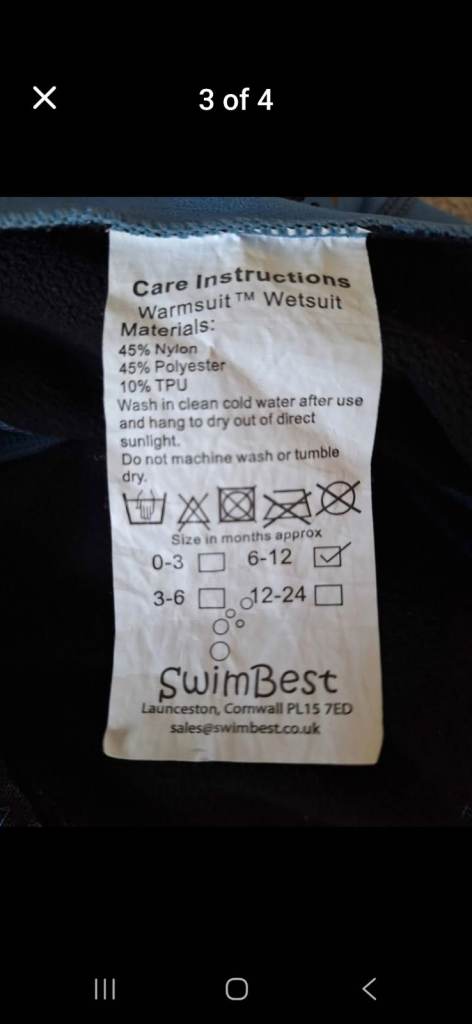 3 of 4
Care Instructions
Warmsuit™ Wetsuit
Materials:
45% Nylon
45% Polyester
10% TPU
Wash in clean cold water after use
and hang to dry out of direct
sunlight.
Do not machine wash or tumble
dry.
Size in months approx
0-3 6-12
3-6 12-24
SwimBest
Launceston, Cornwall PL15 7ED
sales@swimbest.co.uk